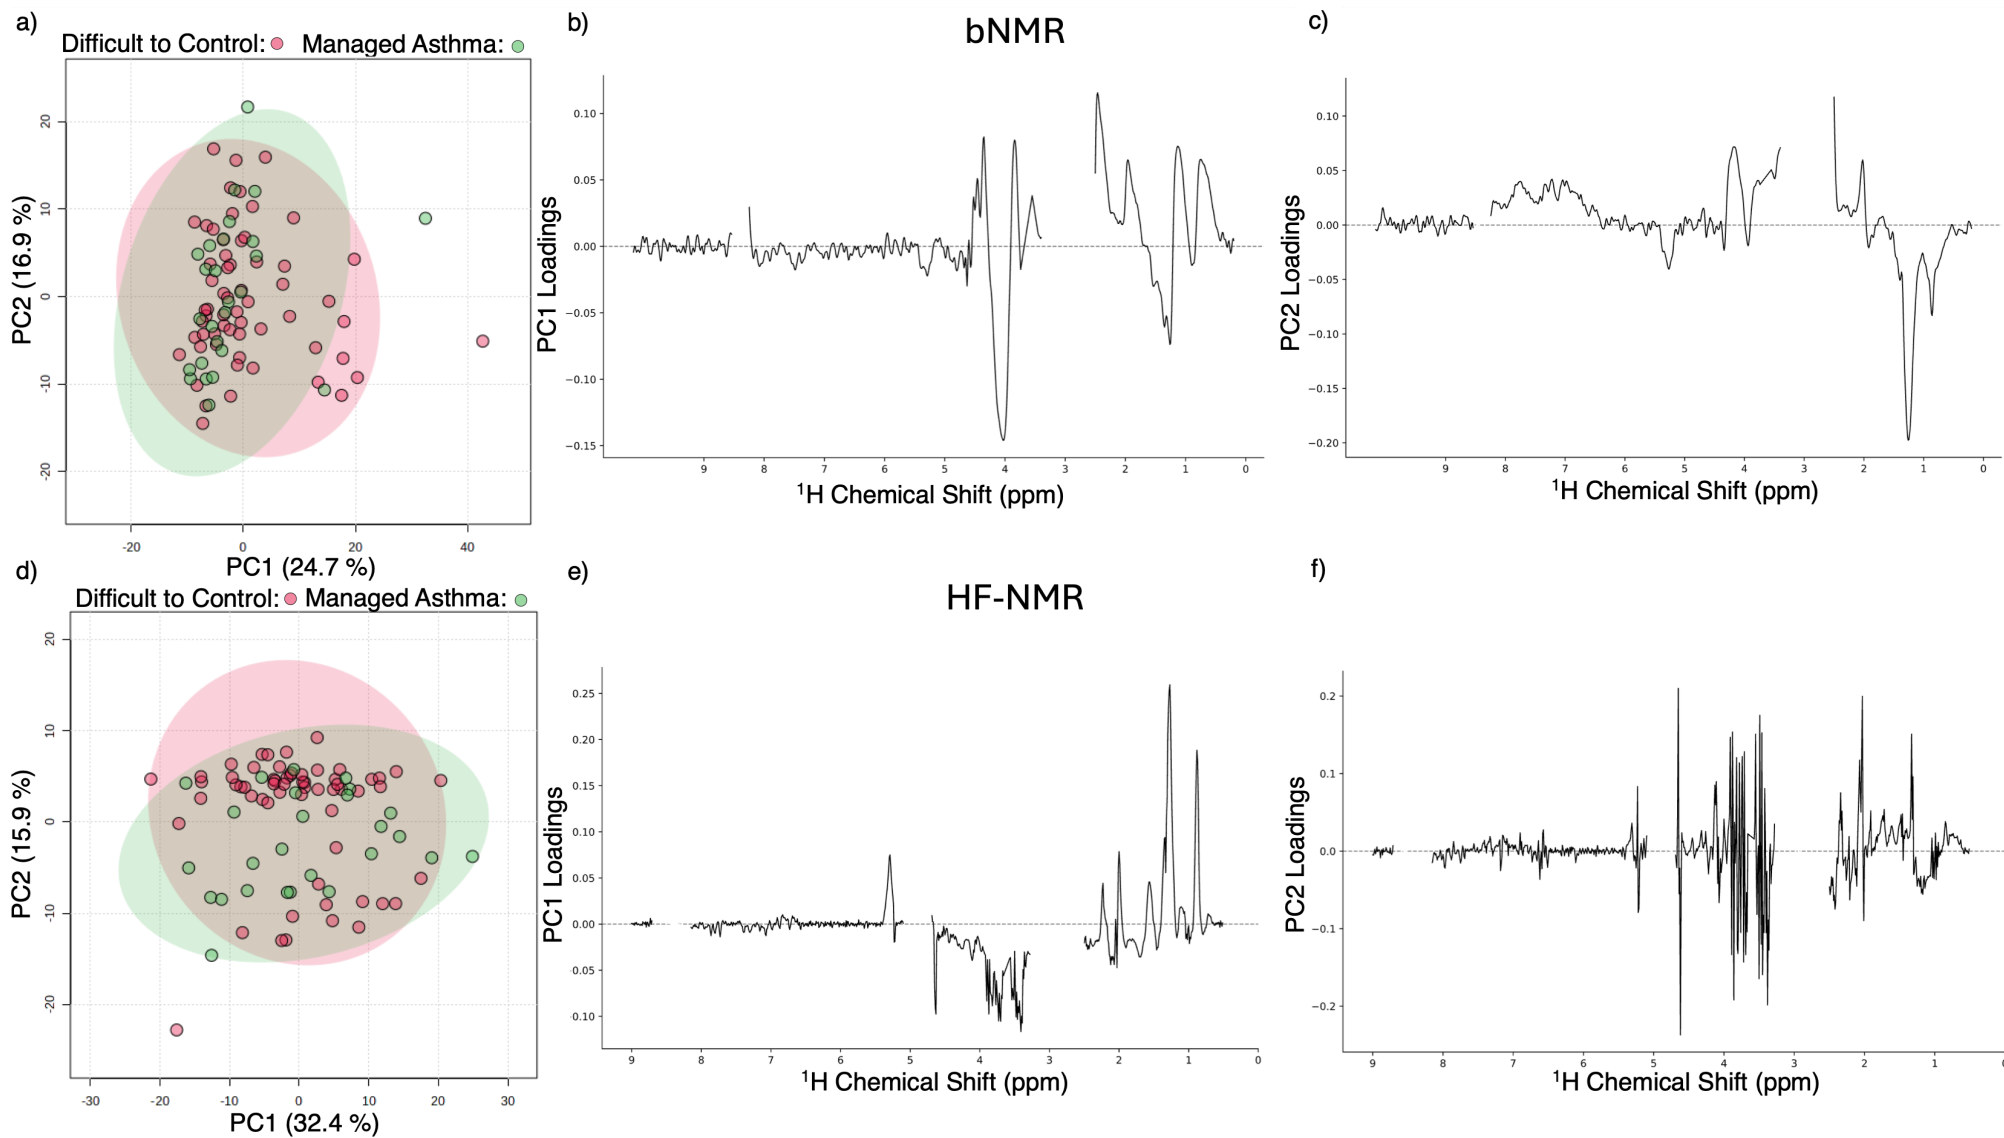 a)
Difficult to Control: Managed Asthma:
PC2 (16.9 %)
20
10
0
-10
-20
-20 0 20 40
PC1 (24.7 %)
b)
bNMR
PC1 Loadings
0.10
0.05
0.00
−0.05
−0.10
−0.15
9 8 7 6 5 4 3 2 1 0
1H Chemical Shift (ppm)
c)
PC2 Loadings
0.10
0.05
0.00
−0.05
−0.10
−0.15
−0.20
9 8 7 6 5 4 3 2 1 0
1H Chemical Shift (ppm)
d)
Difficult to Control: Managed Asthma:
PC2 (15.9 %)
20
10
0
-10
-20
-30 -20 -10 0 10 20 30
PC1 (32.4 %)
e)
HF-NMR
PC1 Loadings
0.25
0.20
0.15
0.10
0.05
0.00
0.05
0.10
9 8 7 6 5 4 3 2 1 0
1H Chemical Shift (ppm)
f)
PC2 Loadings
0.2
0.1
0.0
−0.1
−0.2
9 8 7 6 5 4 3 2 1 0
1H Chemical Shift (ppm)